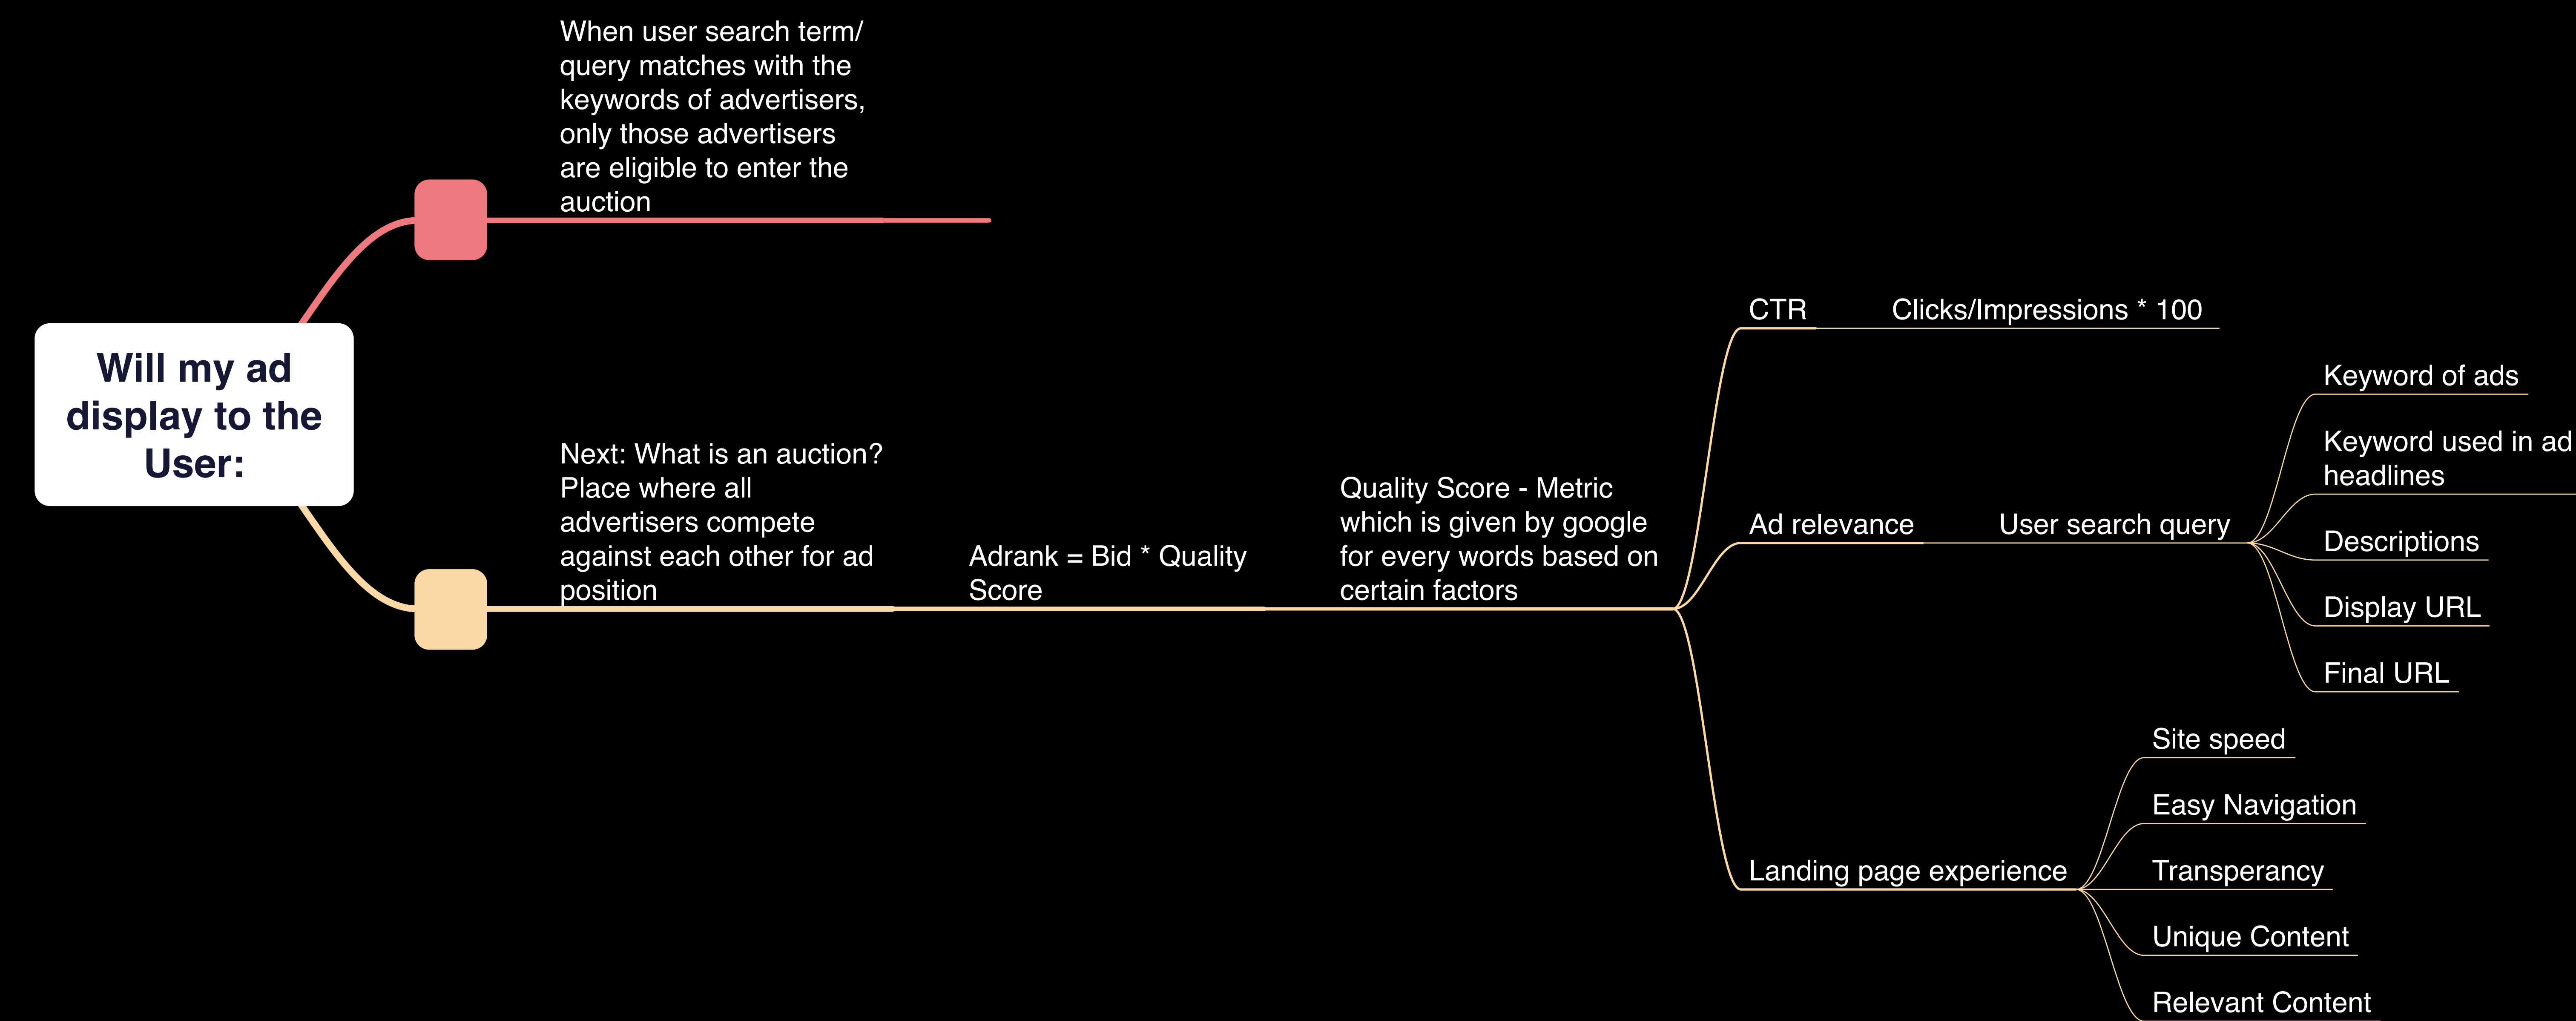 When user search term/
query matches with the
keywords of advertisers,
only those advertisers
are eligible to enter the
auction
Will my ad
display to the
User:
Next: What is an auction?
Place where all
advertisers compete
against each other for ad
position
Adrank = Bid * Quality
Score
Quality Score - Metric
which is given by google
for every words based on
certain factors
CTR
Clicks/Impressions * 100
Ad relevance
User search query
Keyword of ads
Keyword used in ad
headlines
Descriptions
Display URL
Final URL
Landing page experience
Site speed
Easy Navigation
Transperancy
Unique Content
Relevant Content